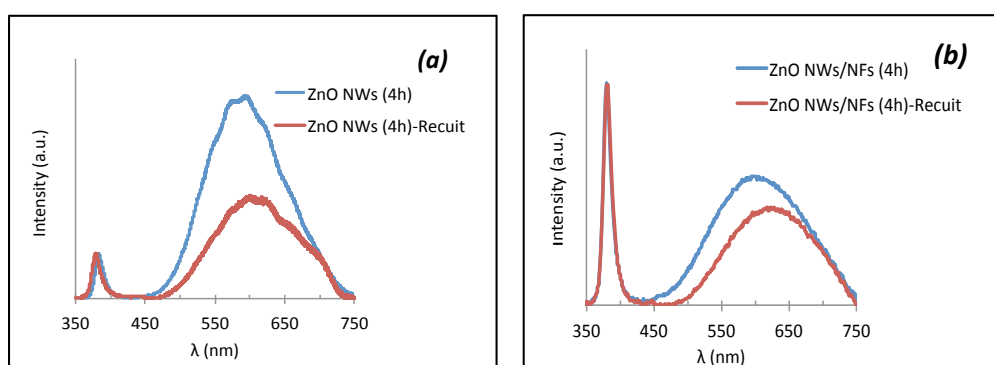 (a)
ZnO NWs (4h)
ZnO NWs (4h)-Recuit
Intensity (a.u.)
350 450 550 650 750
λ (nm)
(b)
ZnO NWs/NFs (4h)
ZnO NWs/NFs (4h)-Recuit
Intensity (a.u.)
350 450 550 650 750
λ (nm)